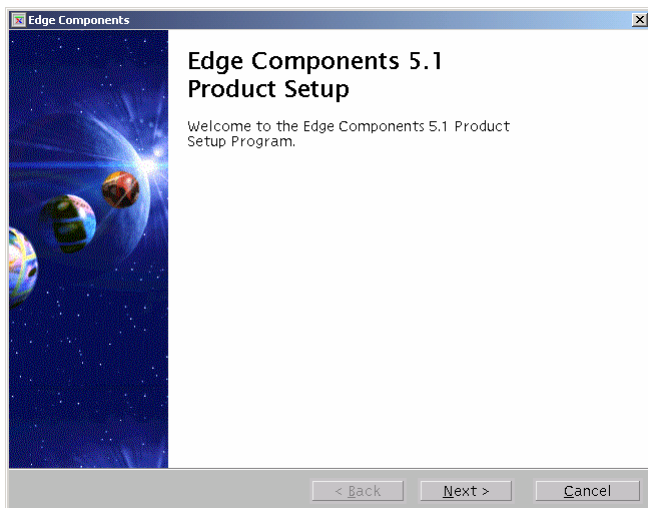 Edge Components
Edge Components 5.1
Product Setup
Welcome to the Edge Components 5.1 Product
Setup Program.
< Back
Next >
Cancel